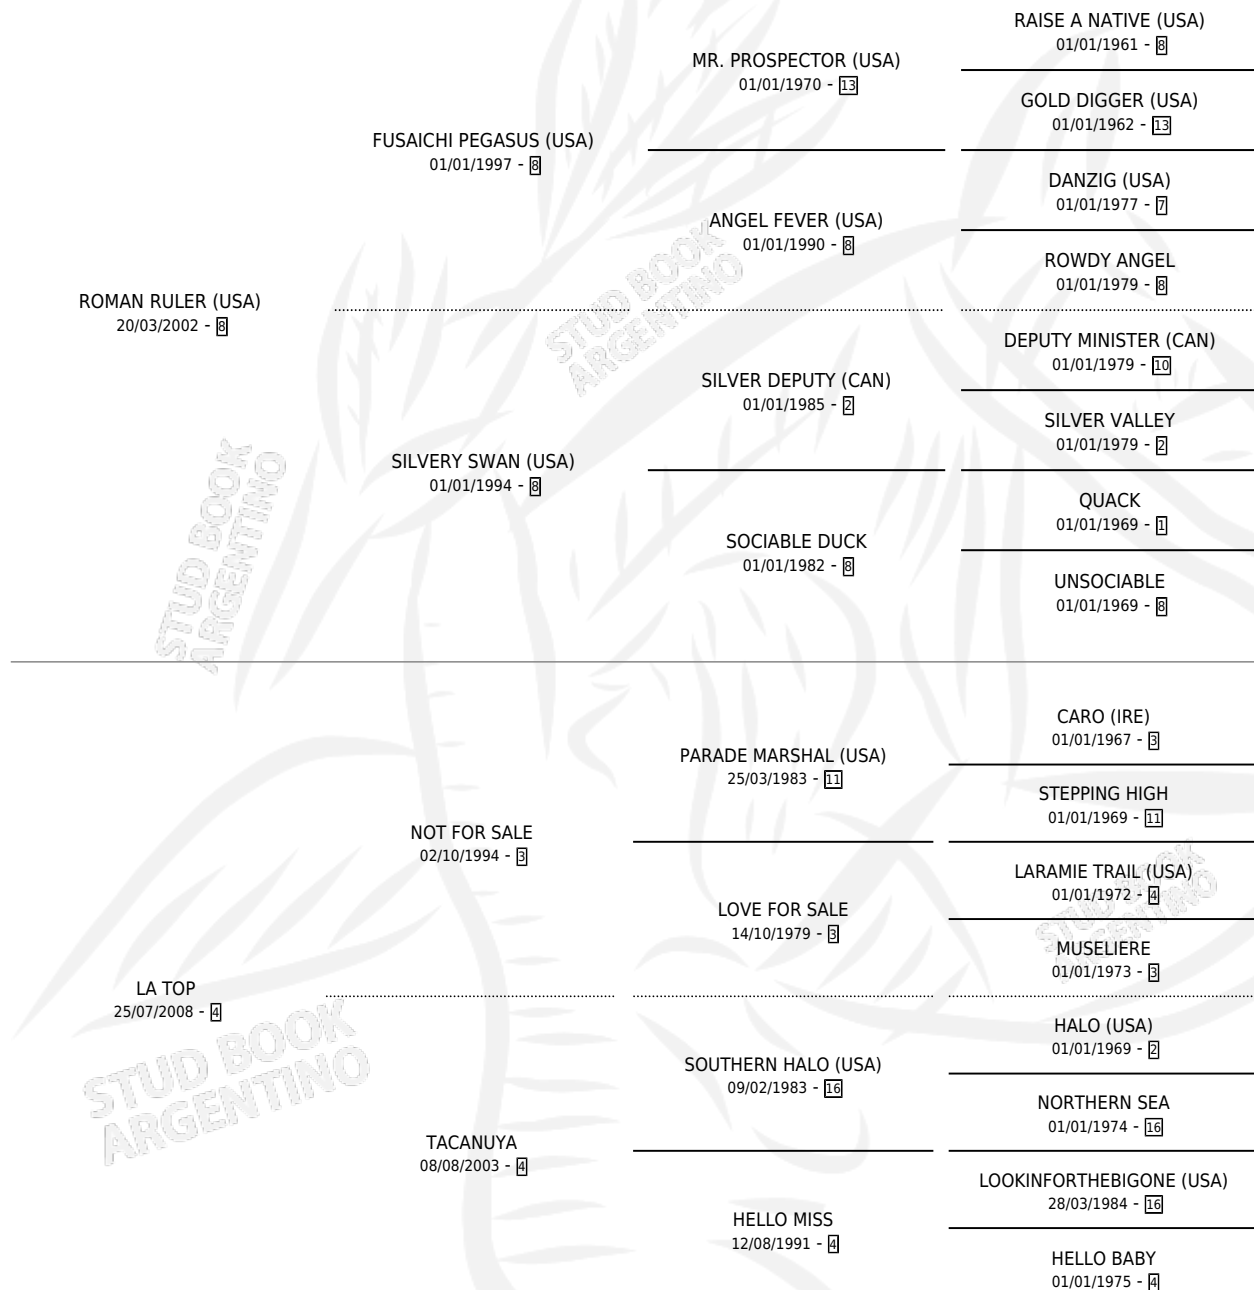 RAISE A NATIVE (USA)
01/01/1961 - 8
MR. PROSPECTOR (USA)
01/01/1970 - 13
GOLD DIGGER (USA)
01/01/1962 - 13
FUSAICHI PEGASUS (USA)
01/01/1997 - 8
DANZIG (USA)
01/01/1977 - 7
ANGEL FEVER (USA)
01/01/1990 - 8
ROWDY ANGEL
01/01/1979 - 8
ROMAN RULER (USA)
20/03/2002 - 8
DEPUTY MINISTER (CAN)
01/01/1979 - 10
SILVER DEPUTY (CAN)
01/01/1985 - 2
SILVER VALLEY
01/01/1979 - 2
SILVERY SWAN (USA)
01/01/1994 - 8
QUACK
01/01/1969 - 1
SOCIABLE DUCK
01/01/1982 - 8
UNSOCIABLE
01/01/1969 - 8
CARO (IRE)
01/01/1967 - 3
PARADE MARSHAL (USA)
25/03/1983 - 11
STEPPING HIGH
01/01/1969 - 11
NOT FOR SALE
02/10/1994 - 3
LARAMIE TRAIL (USA)
01/01/1972 - 4
LOVE FOR SALE
14/10/1979 - 3
MUSELIERE
01/01/1973 - 3
LA TOP
25/07/2008 - 4
HALO (USA)
01/01/1969 - 2
SOUTHERN HALO (USA)
09/02/1983 - 16
NORTHERN SEA
01/01/1974 - 16
TACANUYA
08/08/2003 - 4
LOOKINFORTHEBIGONE (USA)
28/03/1984 - 16
HELLO MISS
12/08/1991 - 4
HELLO BABY
01/01/1975 - 4
STUD BOOK
ARGENTINO
STUD BOOK
ARGENTINO
STUD BOOK
ARGENTINO
STUD BOOK
ARGENTINO